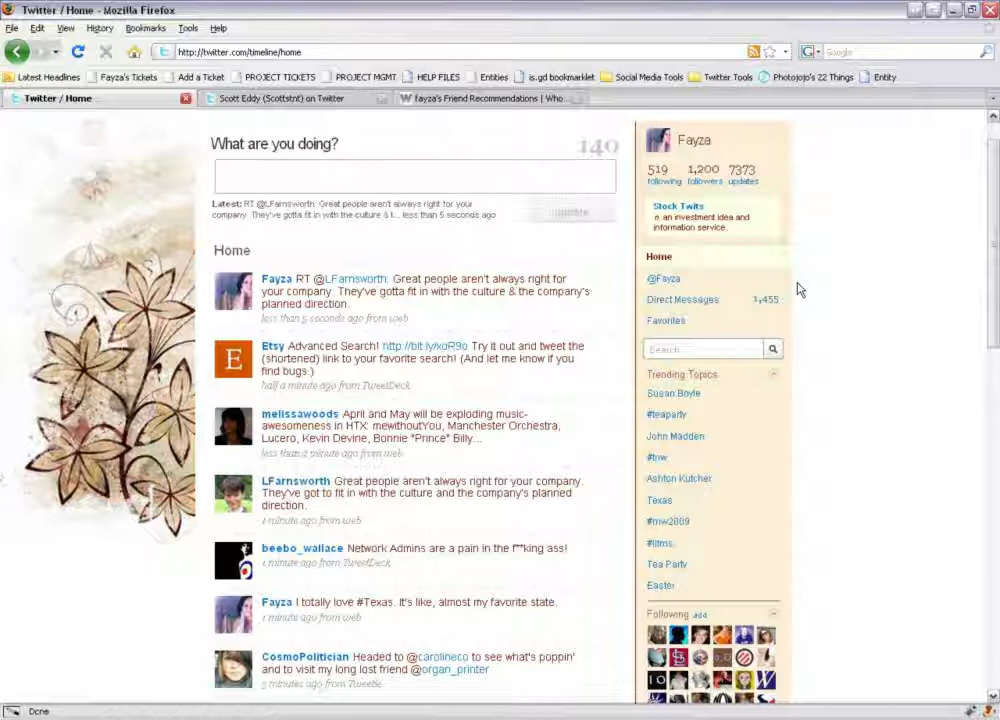 Twitter / Home - Mozilla Firefox
File Edit View History Bookmarks Tools Help
http://twitter.com/timeline/home
Google
Latest Headlines Fayza's Tickets Add a Ticket PROJECT TICKETS PROJECT MGMT HELP FILES Entities is.gd bookmarklet Social Media Tools Twitter Tools Photojojo's 22 Things Entity
Twitter / Home Scott Eddy (Scottstnt) on Twitter fayza's Friend Recommendations | Who
What are you doing?
140
Latest: RT @LFarnsworth: Great people aren't always right for your
company. They've gotta fit in with the culture & t... less than 5 seconds ago
update
Home
Fayza RT @LFarnsworth: Great people aren't always right for
your company. They've gotta fit in with the culture & the company's
planned direction.
less than 5 seconds ago from web
Etsy Advanced Search! http://bit.ly/xoR9o Try it out and tweet the
(shortened) link to your favorite search! (And let me know if you
find bugs.)
half a minute ago from TweetDeck
melissawoods April and May will be exploding music-
awesomeness in HTX: mewithoutYou, Manchester Orchestra,
Lucero, Kevin Devine, Bonnie "Prince" Billy...
less than a minute ago from web
LFarnsworth Great people aren't always right for your company.
They've got to fit in with the culture and the company's planned
direction.
1 minute ago from web
beebo_wallace Network Admins are a pain in the f**king ass!
1 minute ago from TweetDeck
Fayza I totally love #Texas. It's like, almost my favorite state.
1 minute ago from web
CosmoPolitician Headed to @carolineco to see what's poppin'
and to visit my long lost friend @organ_printer
5 minutes ago from Tweetie
Fayza
519 1,200 7373
following followers updates
Stock Twits
n. an investment idea and
information service.
Home
@Fayza
Direct Messages 1,455
Favorites
Search
Trending Topics
Susan Boyle
#teaparty
John Madden
#tnw
Ashton Kutcher
Texas
#mw2009
Tea Party
Easter
Following add
Done